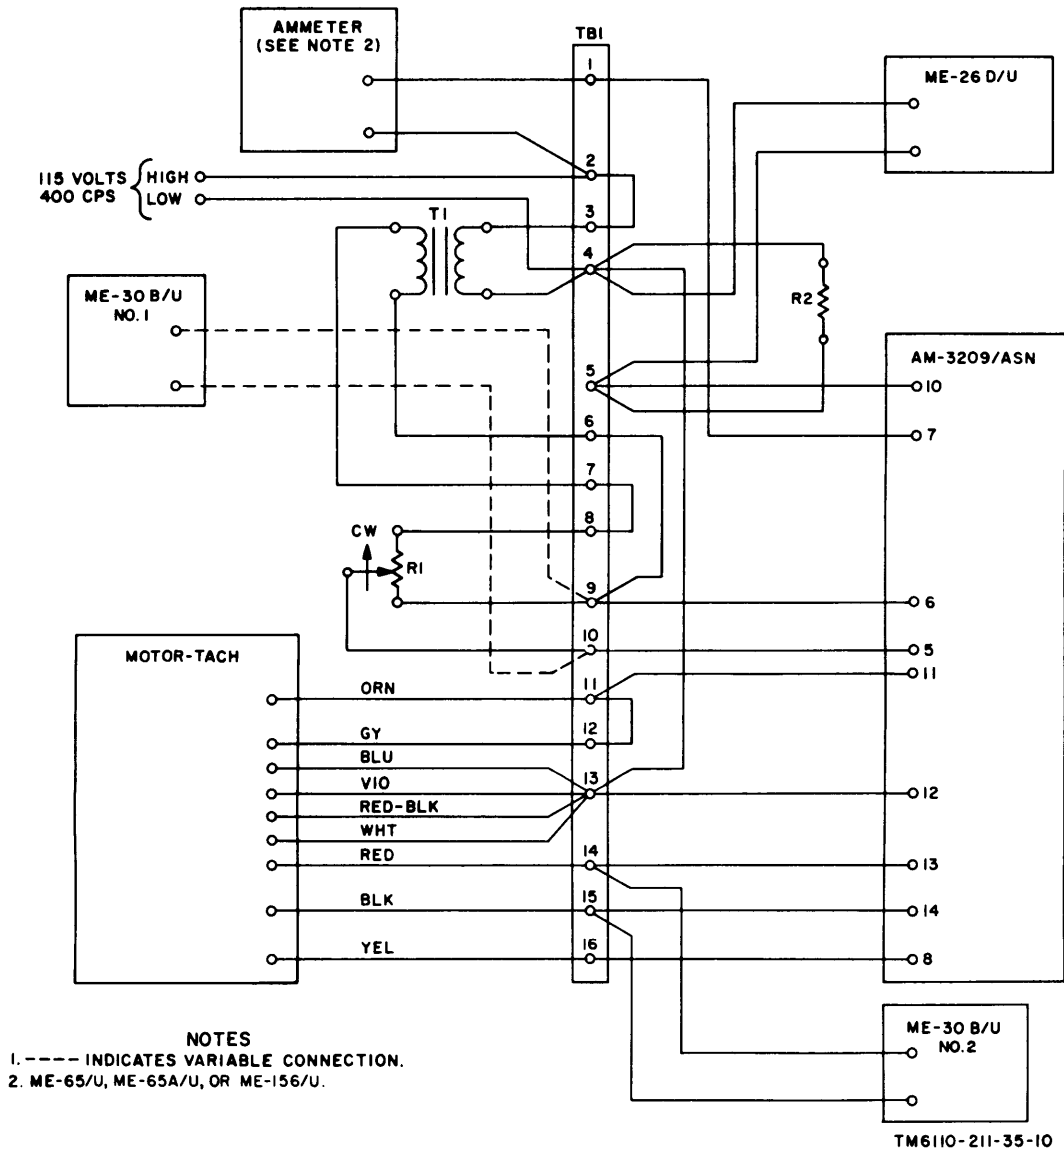 AMMETER
(SEE NOTE 2)
TB1
1
ME-26 D/U
2
115 VOLTS
400 CPS
HIGH
LOW
3
T1
4
ME-30 B/U
NO.1
R2
AM-3209/ASN
5
10
6
7
7
8
CW
R1
9
6
10
5
MOTOR-TACH
11
ORN
11
GY
12
BLU
13
VIO
12
RED-BLK
WHT
RED
14
13
BLK
15
14
YEL
16
8
NOTES
1. ---- INDICATES VARIABLE CONNECTION.
2. ME-65/U, ME-65A/U, OR ME-156/U.
ME-30 B/U
NO.2
TM6110-211-35-10